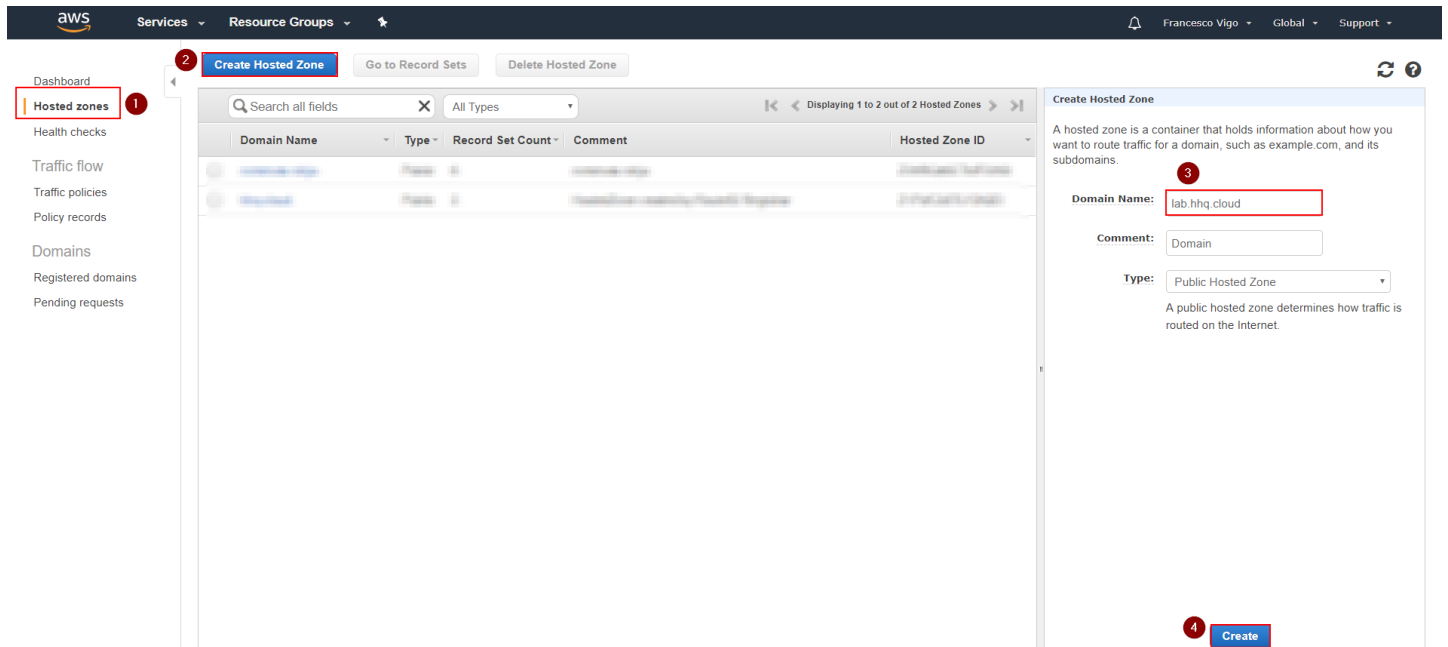 aws Services Resource Groups Francesco Vigo Global Support
2 Create Hosted Zone Go to Record Sets Delete Hosted Zone
Dashboard
Hosted zones 1
Health checks
Traffic flow
Traffic policies
Policy records
Domains
Registered domains
Pending requests
Search all fields All Types Displaying 1 to 2 out of 2 Hosted Zones
Domain Name Type Record Set Count Comment Hosted Zone ID
Create Hosted Zone
A hosted zone is a container that holds information about how you
want to route traffic for a domain, such as example.com, and its
subdomains.
3
Domain Name: lab.hhq.cloud
Comment: Domain
Type: Public Hosted Zone
A public hosted zone determines how traffic is
routed on the Internet.
4 Create